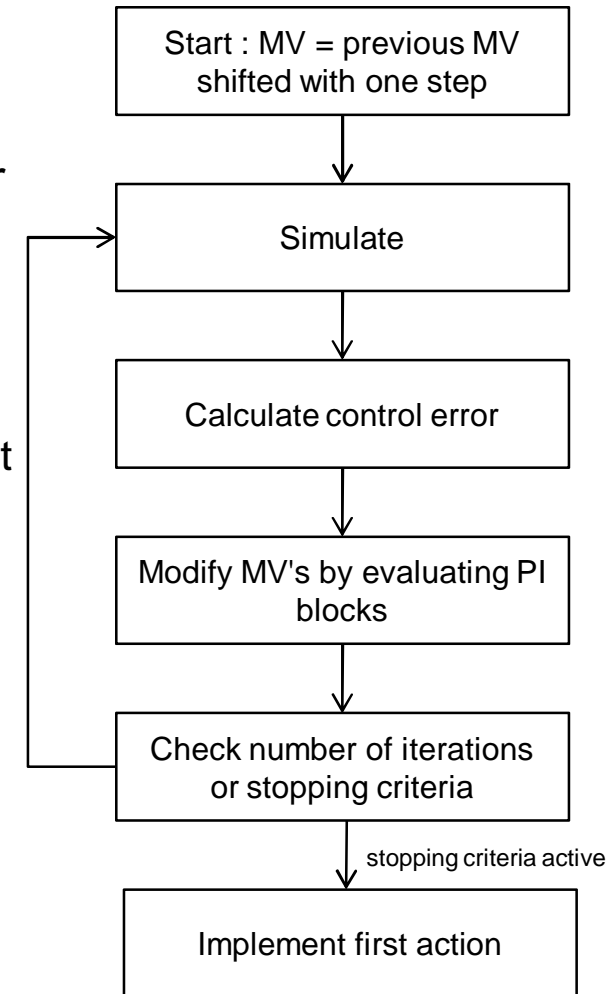 Start : MV = previous MV
shifted with one step
r
Simulate
Calculate control error
t
Modify MV's by evaluating PI
blocks
Check number of iterations
or stopping criteria
stopping criteria active
Implement first action